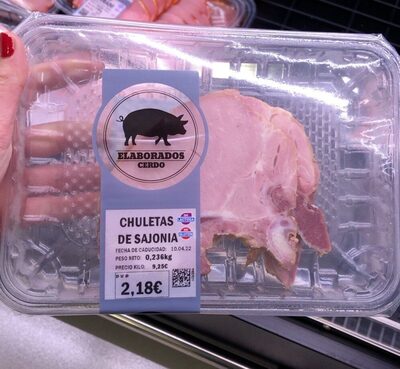 ELABORADOS
CERDO
CHULETAS
DE SAJONIA
FECHA DE CADUCIDAD: 10.04.22
PESO NETO: 0,236kg
PRECIO KILO: 9,25€
PVP
2,18€